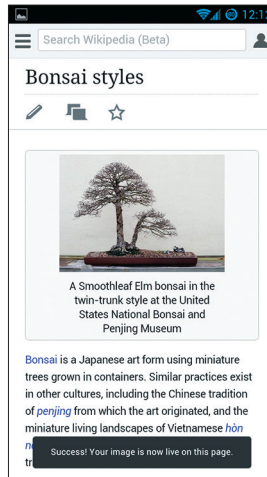 12:12
Search Wikipedia (Beta)
Bonsai styles
A Smoothleaf Elm bonsai in the
twin-trunk style at the United
States National Bonsai and
Penjing Museum
Bonsai is a Japanese art form using miniature
trees grown in containers. Similar practices exist
in other cultures, including the Chinese tradition
of penjing from which the art originated, and the
miniature living landscapes of Vietnamese hòn
Success! Your image is now live on this page.